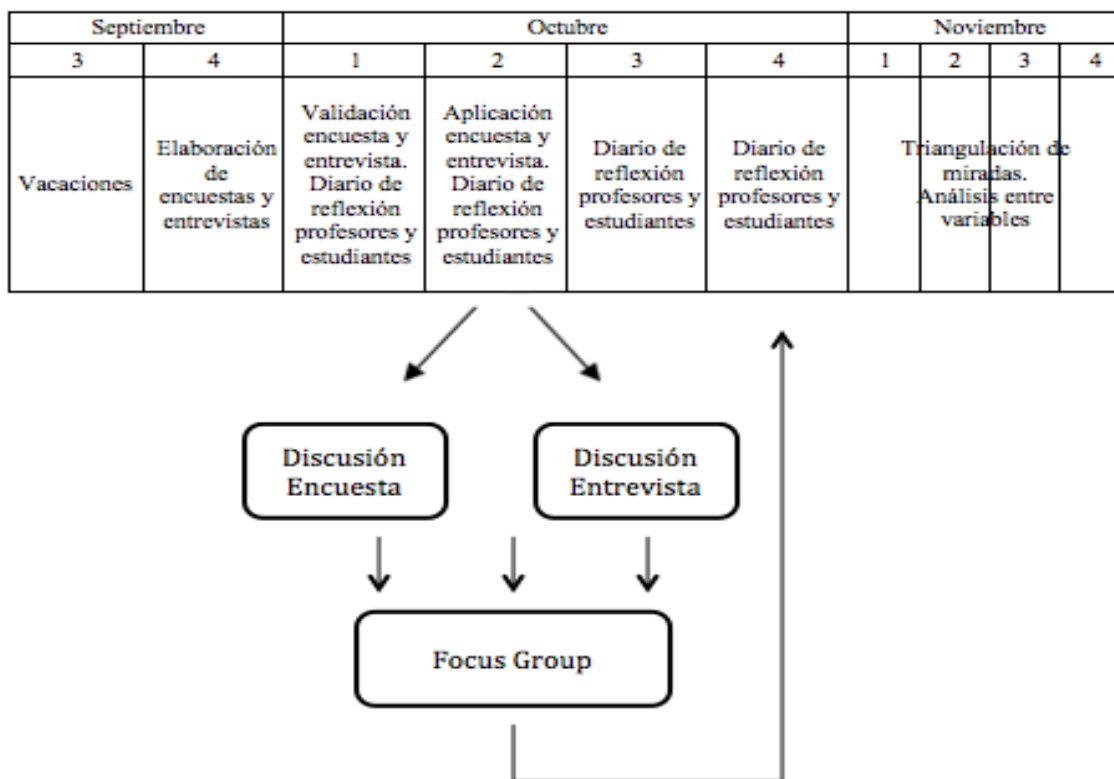 Septiembre Octubre Noviembre
3 4 1 2 3 4 1 2 3 4
Vacaciones
Elaboración
de
encuestas y
entrevistas
Validación
encuesta y
entrevista.
Diario de
reflexión
profesores y
estudiantes
Aplicación
encuesta y
entrevista.
Diario de
reflexión
profesores y
estudiantes
Diario de
reflexión
profesores y
estudiantes
Diario de
reflexión
profesores y
estudiantes
Triangulación de
miradas.
Análisis entre
variables
Discusión
Encuesta
Discusión
Entrevista
Focus Group